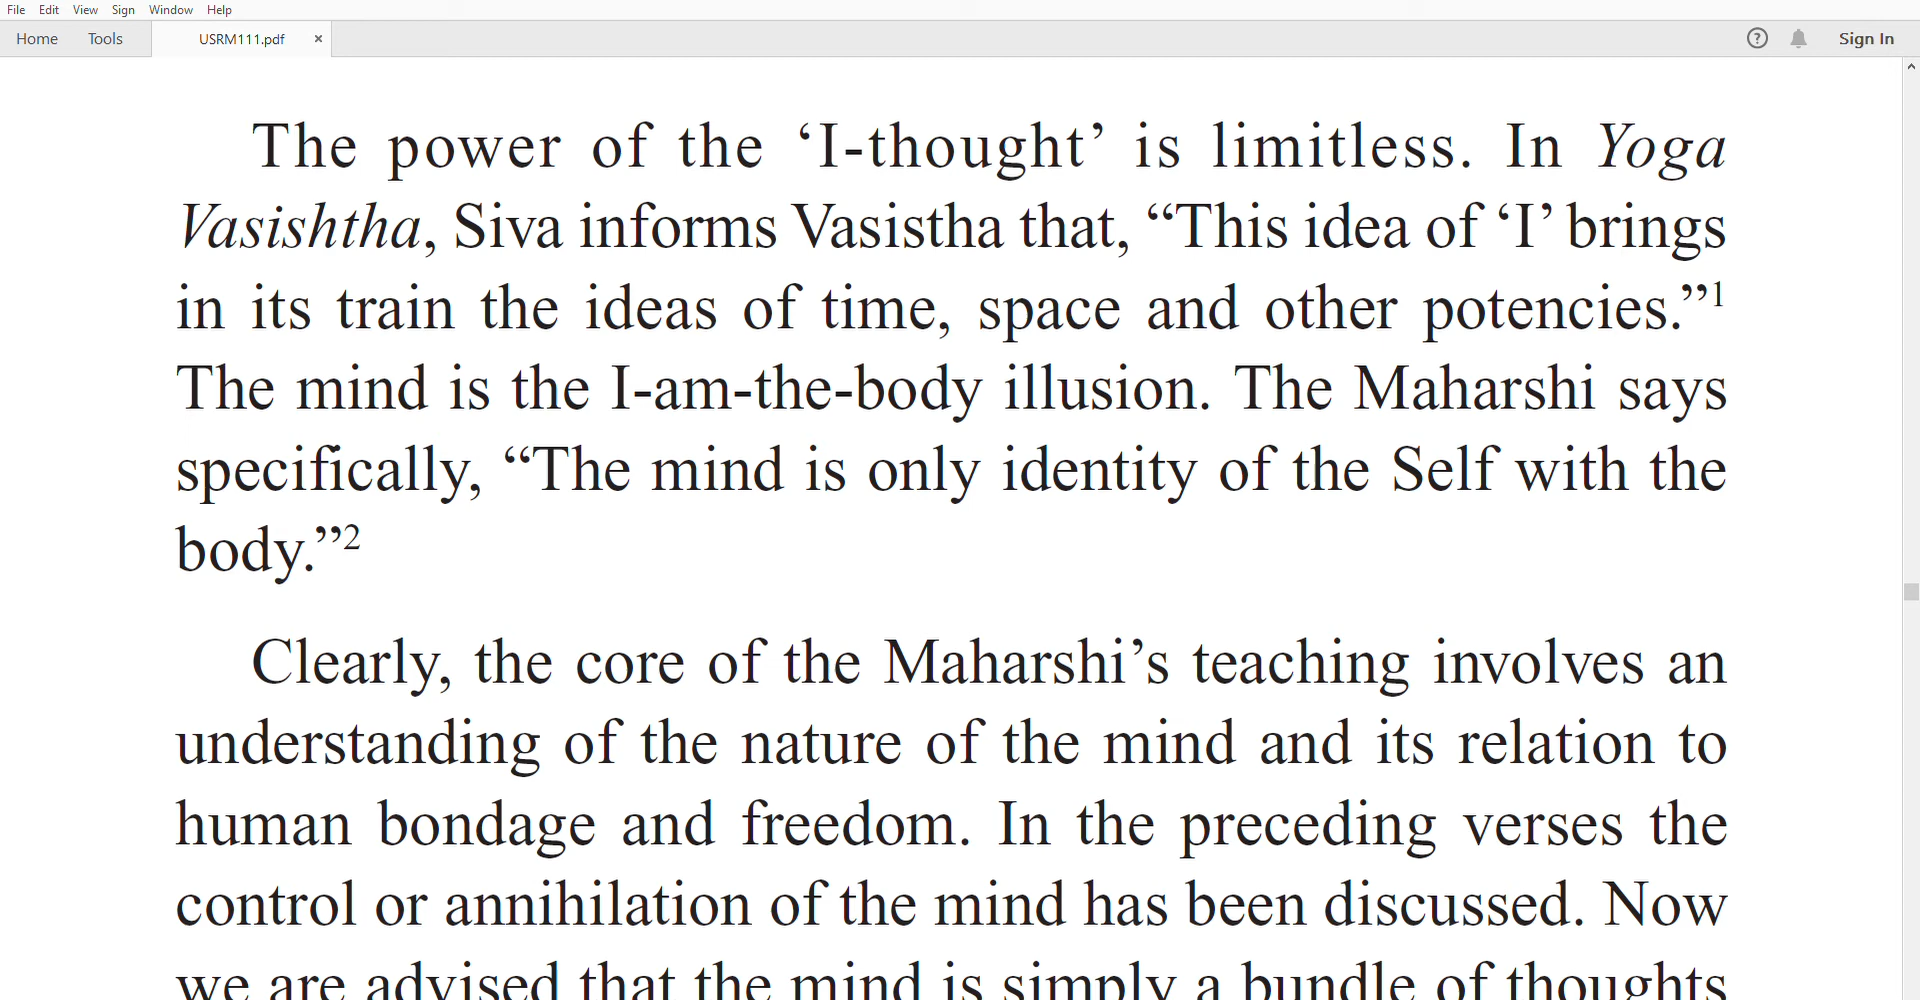 File Edit View Sign Window Help
Home Tools USRM111.pdf × ? Sign In
The power of the ‘I-thought’ is limitless. In Yoga
Vasishtha, Siva informs Vasistha that, “This idea of ‘I’ brings
in its train the ideas of time, space and other potencies.”1
The mind is the I-am-the-body illusion. The Maharshi says
specifically, “The mind is only identity of the Self with the
body.”2
Clearly, the core of the Maharshi’s teaching involves an
understanding of the nature of the mind and its relation to
human bondage and freedom. In the preceding verses the
control or annihilation of the mind has been discussed. Now
we are advised that the mind is simply a bundle of thoughts